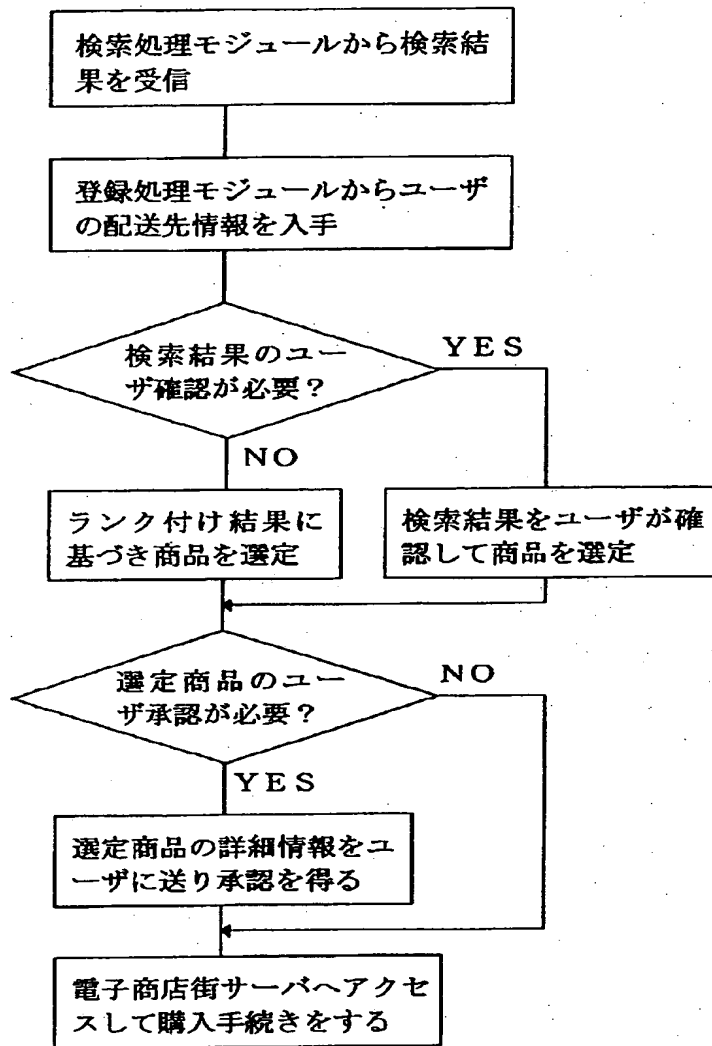 検索処理モジュールから検索結
果を受信
登録処理モジュールからユーザ
の配送先情報を入手
検索結果のユー
ザ確認が必要?
YES
NO
ランク付け結果に
基づき商品を選定
検索結果をユーザが確
認して商品を選定
選定商品のユー
ザ承認が必要?
NO
YES
選定商品の詳細情報をユ
ーザに送り承認を得る
電子商店街サーバへアクセ
スして購入手続きをする